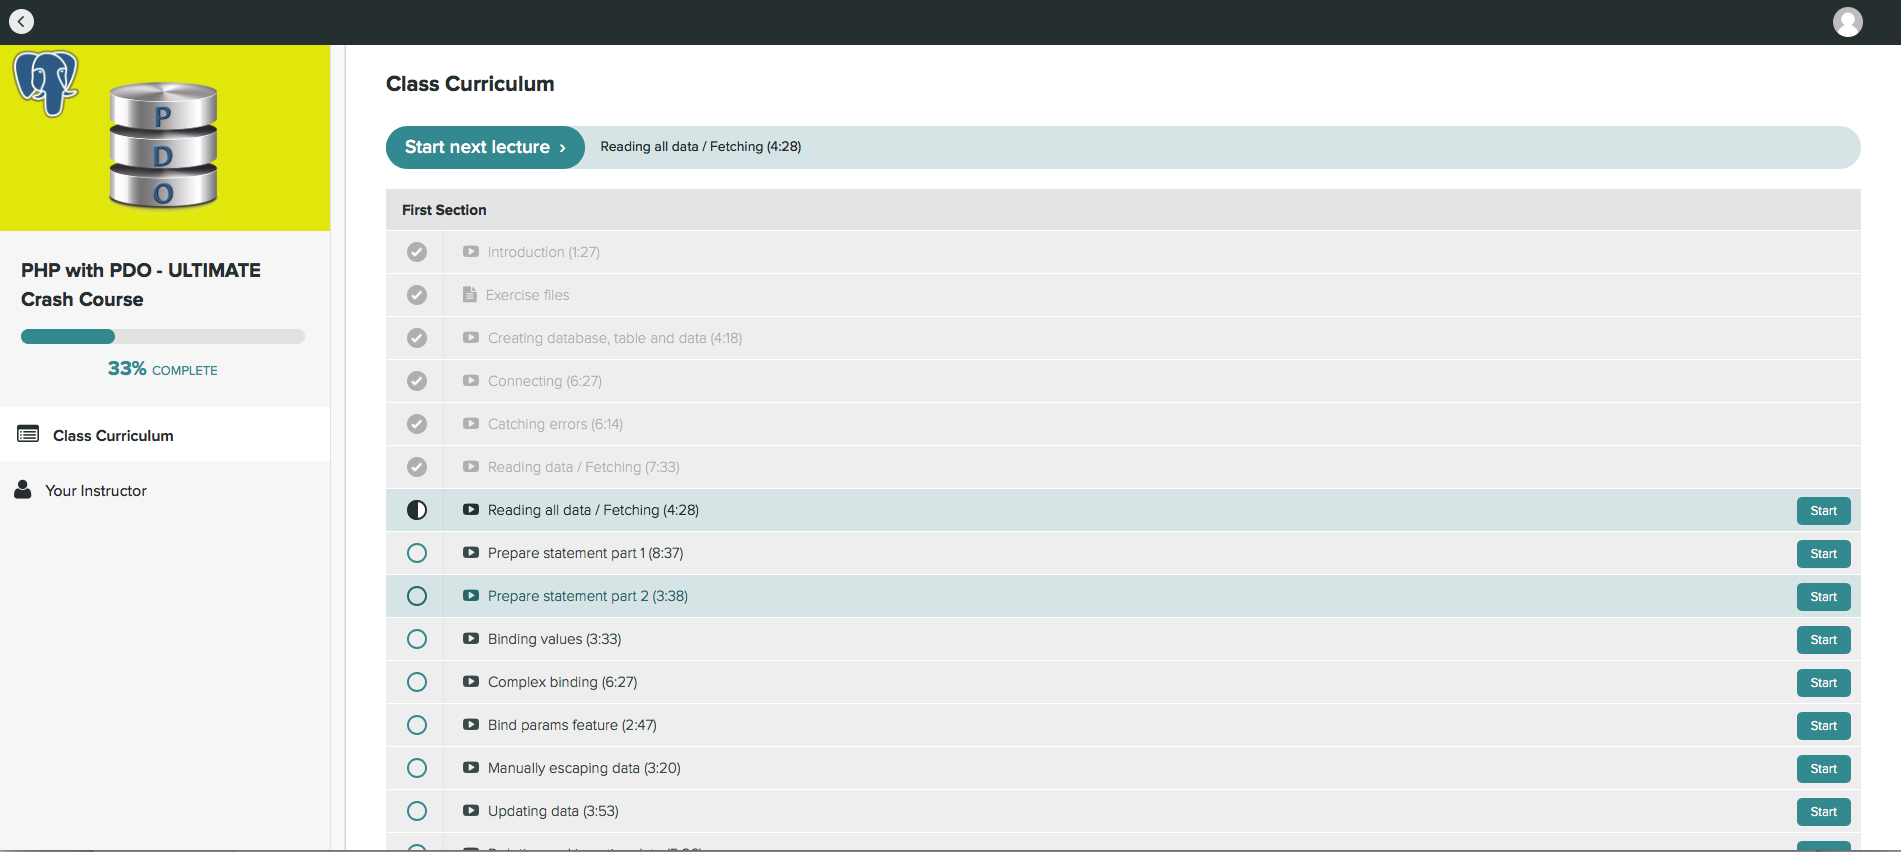 P
D
O
PHP with PDO - ULTIMATE
Crash Course
33% COMPLETE
Class Curriculum
Your Instructor
Class Curriculum
Start next lecture › Reading all data / Fetching (4:28)
First Section
Introduction (1:27)
Exercise files
Creating database, table and data (4:18)
Connecting (6:27)
Catching errors (6:14)
Reading data / Fetching (7:33)
Reading all data / Fetching (4:28) Start
Prepare statement part 1 (8:37) Start
Prepare statement part 2 (3:38) Start
Binding values (3:33) Start
Complex binding (6:27) Start
Bind params feature (2:47) Start
Manually escaping data (3:20) Start
Updating data (3:53) Start